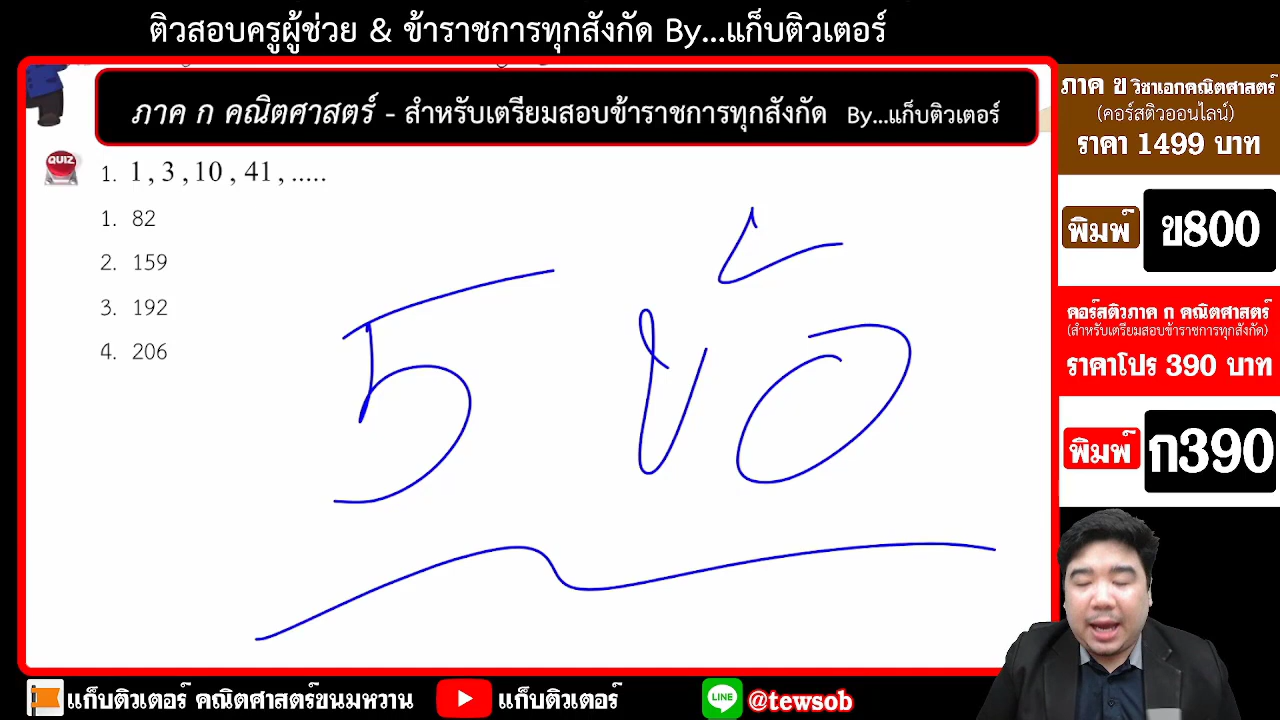 ติวสอบครูผู้ช่วย & ข้าราชการทุกสังกัด By...แก็บติวเตอร์
ภาค ก คณิตศาสตร์ - สำหรับเตรียมสอบข้าราชการทุกสังกัด By...แก็บติวเตอร์
QUIZ
1. 1 , 3 , 10 , 41 , .....
1. 82
2. 159
3. 192
4. 206
5 ข้อ
ภาค ข วิชาเอกคณิตศาสตร์
(คอร์สติวออนไลน์)
ราคา 1499 บาท
พิมพ์ ข800
คอร์สติวภาค ก คณิตศาสตร์
(สำหรับเตรียมสอบข้าราชการทุกสังกัด)
ราคาโปร 390 บาท
พิมพ์ ก390
แก็บติวเตอร์ คณิตศาสตร์ขนมหวาน
แก็บติวเตอร์
LINE @tewsob